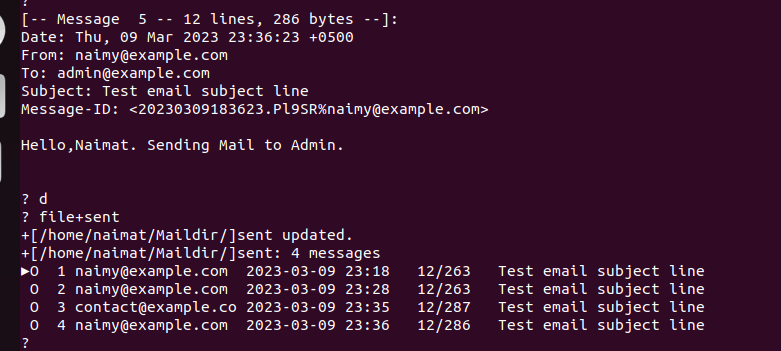 ?
[-- Message  5 -- 12 lines, 286 bytes --]:
Date: Thu, 09 Mar 2023 23:36:23 +0500
From: naimy@example.com
To: admin@example.com
Subject: Test email subject line
Message-ID: <20230309183623.Pl9SR%naimy@example.com>
Hello,Naimat. Sending Mail to Admin.
? d
? file+sent
+[/home/naimat/Maildir/]sent updated.
+[/home/naimat/Maildir/]sent: 4 messages
▸O  1 naimy@example.com  2023-03-09 23:18   12/263   Test email subject line
 O  2 naimy@example.com  2023-03-09 23:28   12/263   Test email subject line
 O  3 contact@example.co 2023-03-09 23:35   12/287   Test email subject line
 O  4 naimy@example.com  2023-03-09 23:36   12/286   Test email subject line
?